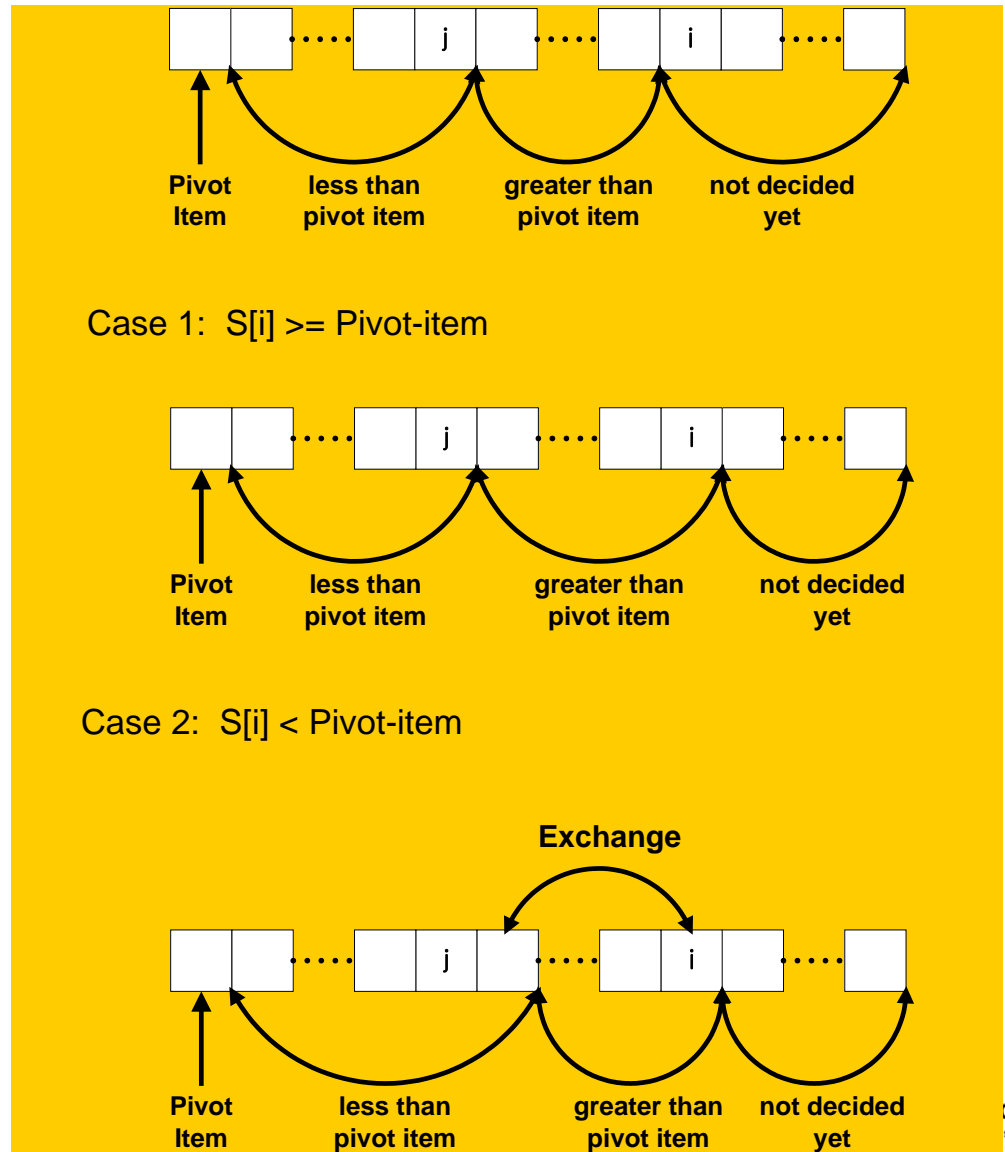 j i
Pivot less than greater than not decided
Item pivot item pivot item yet
Case 1: S[i] >= Pivot-item
j i
Pivot less than greater than not decided
Item pivot item pivot item yet
Case 2: S[i] < Pivot-item
Exchange
j i
Pivot less than greater than not decided
Item pivot item pivot item yet